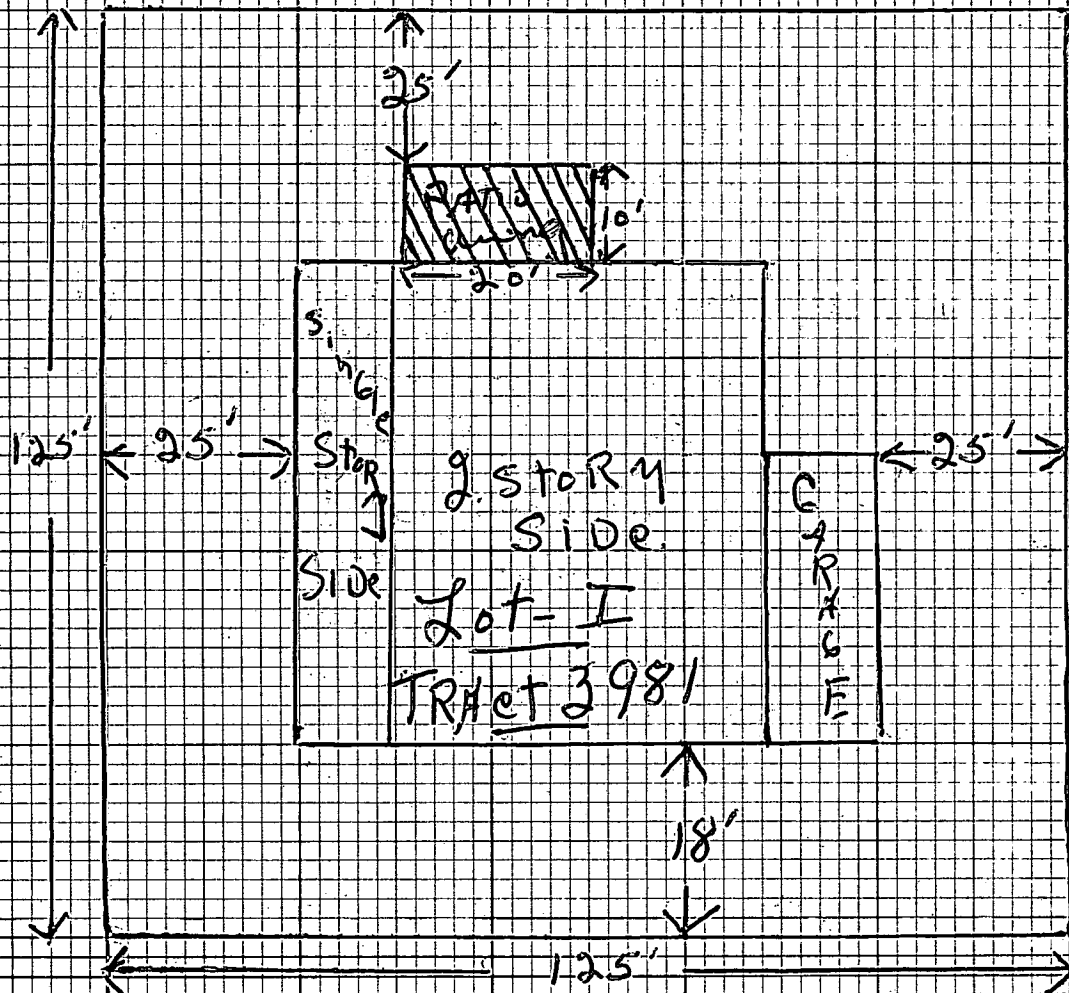 25'
PATIO
10'
20'
Single
Story
Side
125'
25'
2. StoRy
SiDe.
Lot-I
TRAct 3981
25'
GARAGE
18'
125'